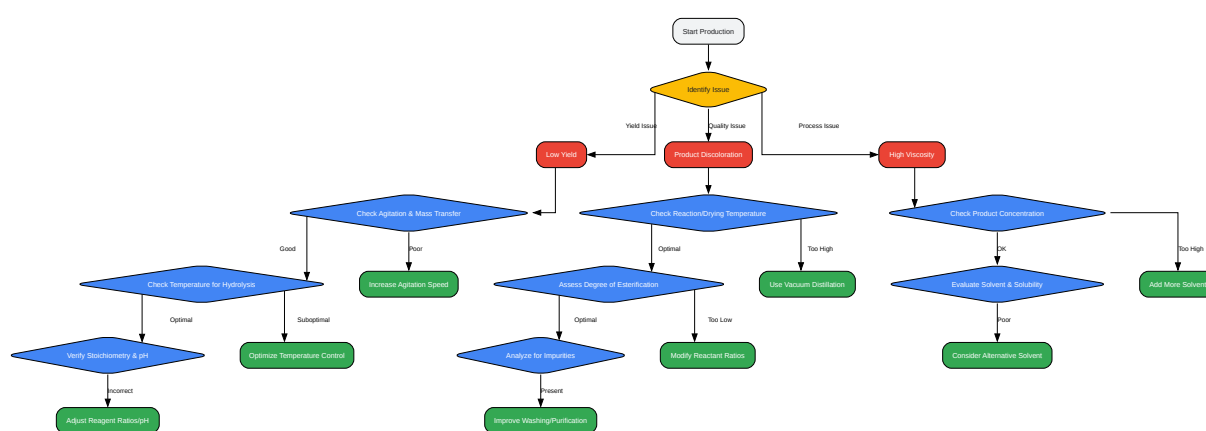 Start Production
Identify Issue
Yield Issue
Quality Issue
Process Issue
Low Yield
Product Discoloration
High Viscosity
Check Agitation & Mass Transfer
Check Reaction/Drying Temperature
Check Product Concentration
Good
Poor
Optimal
Too High
OK
Too High
Check Temperature for Hydrolysis
Increase Agitation Speed
Assess Degree of Esterification
Use Vacuum Distillation
Evaluate Solvent & Solubility
Add More Solvent
Optimal
Suboptimal
Optimal
Too Low
Poor
Verify Stoichiometry & pH
Optimize Temperature Control
Analyze for Impurities
Modify Reactant Ratios
Consider Alternative Solvent
Incorrect
Present
Adjust Reagent Ratios/pH
Improve Washing/Purification